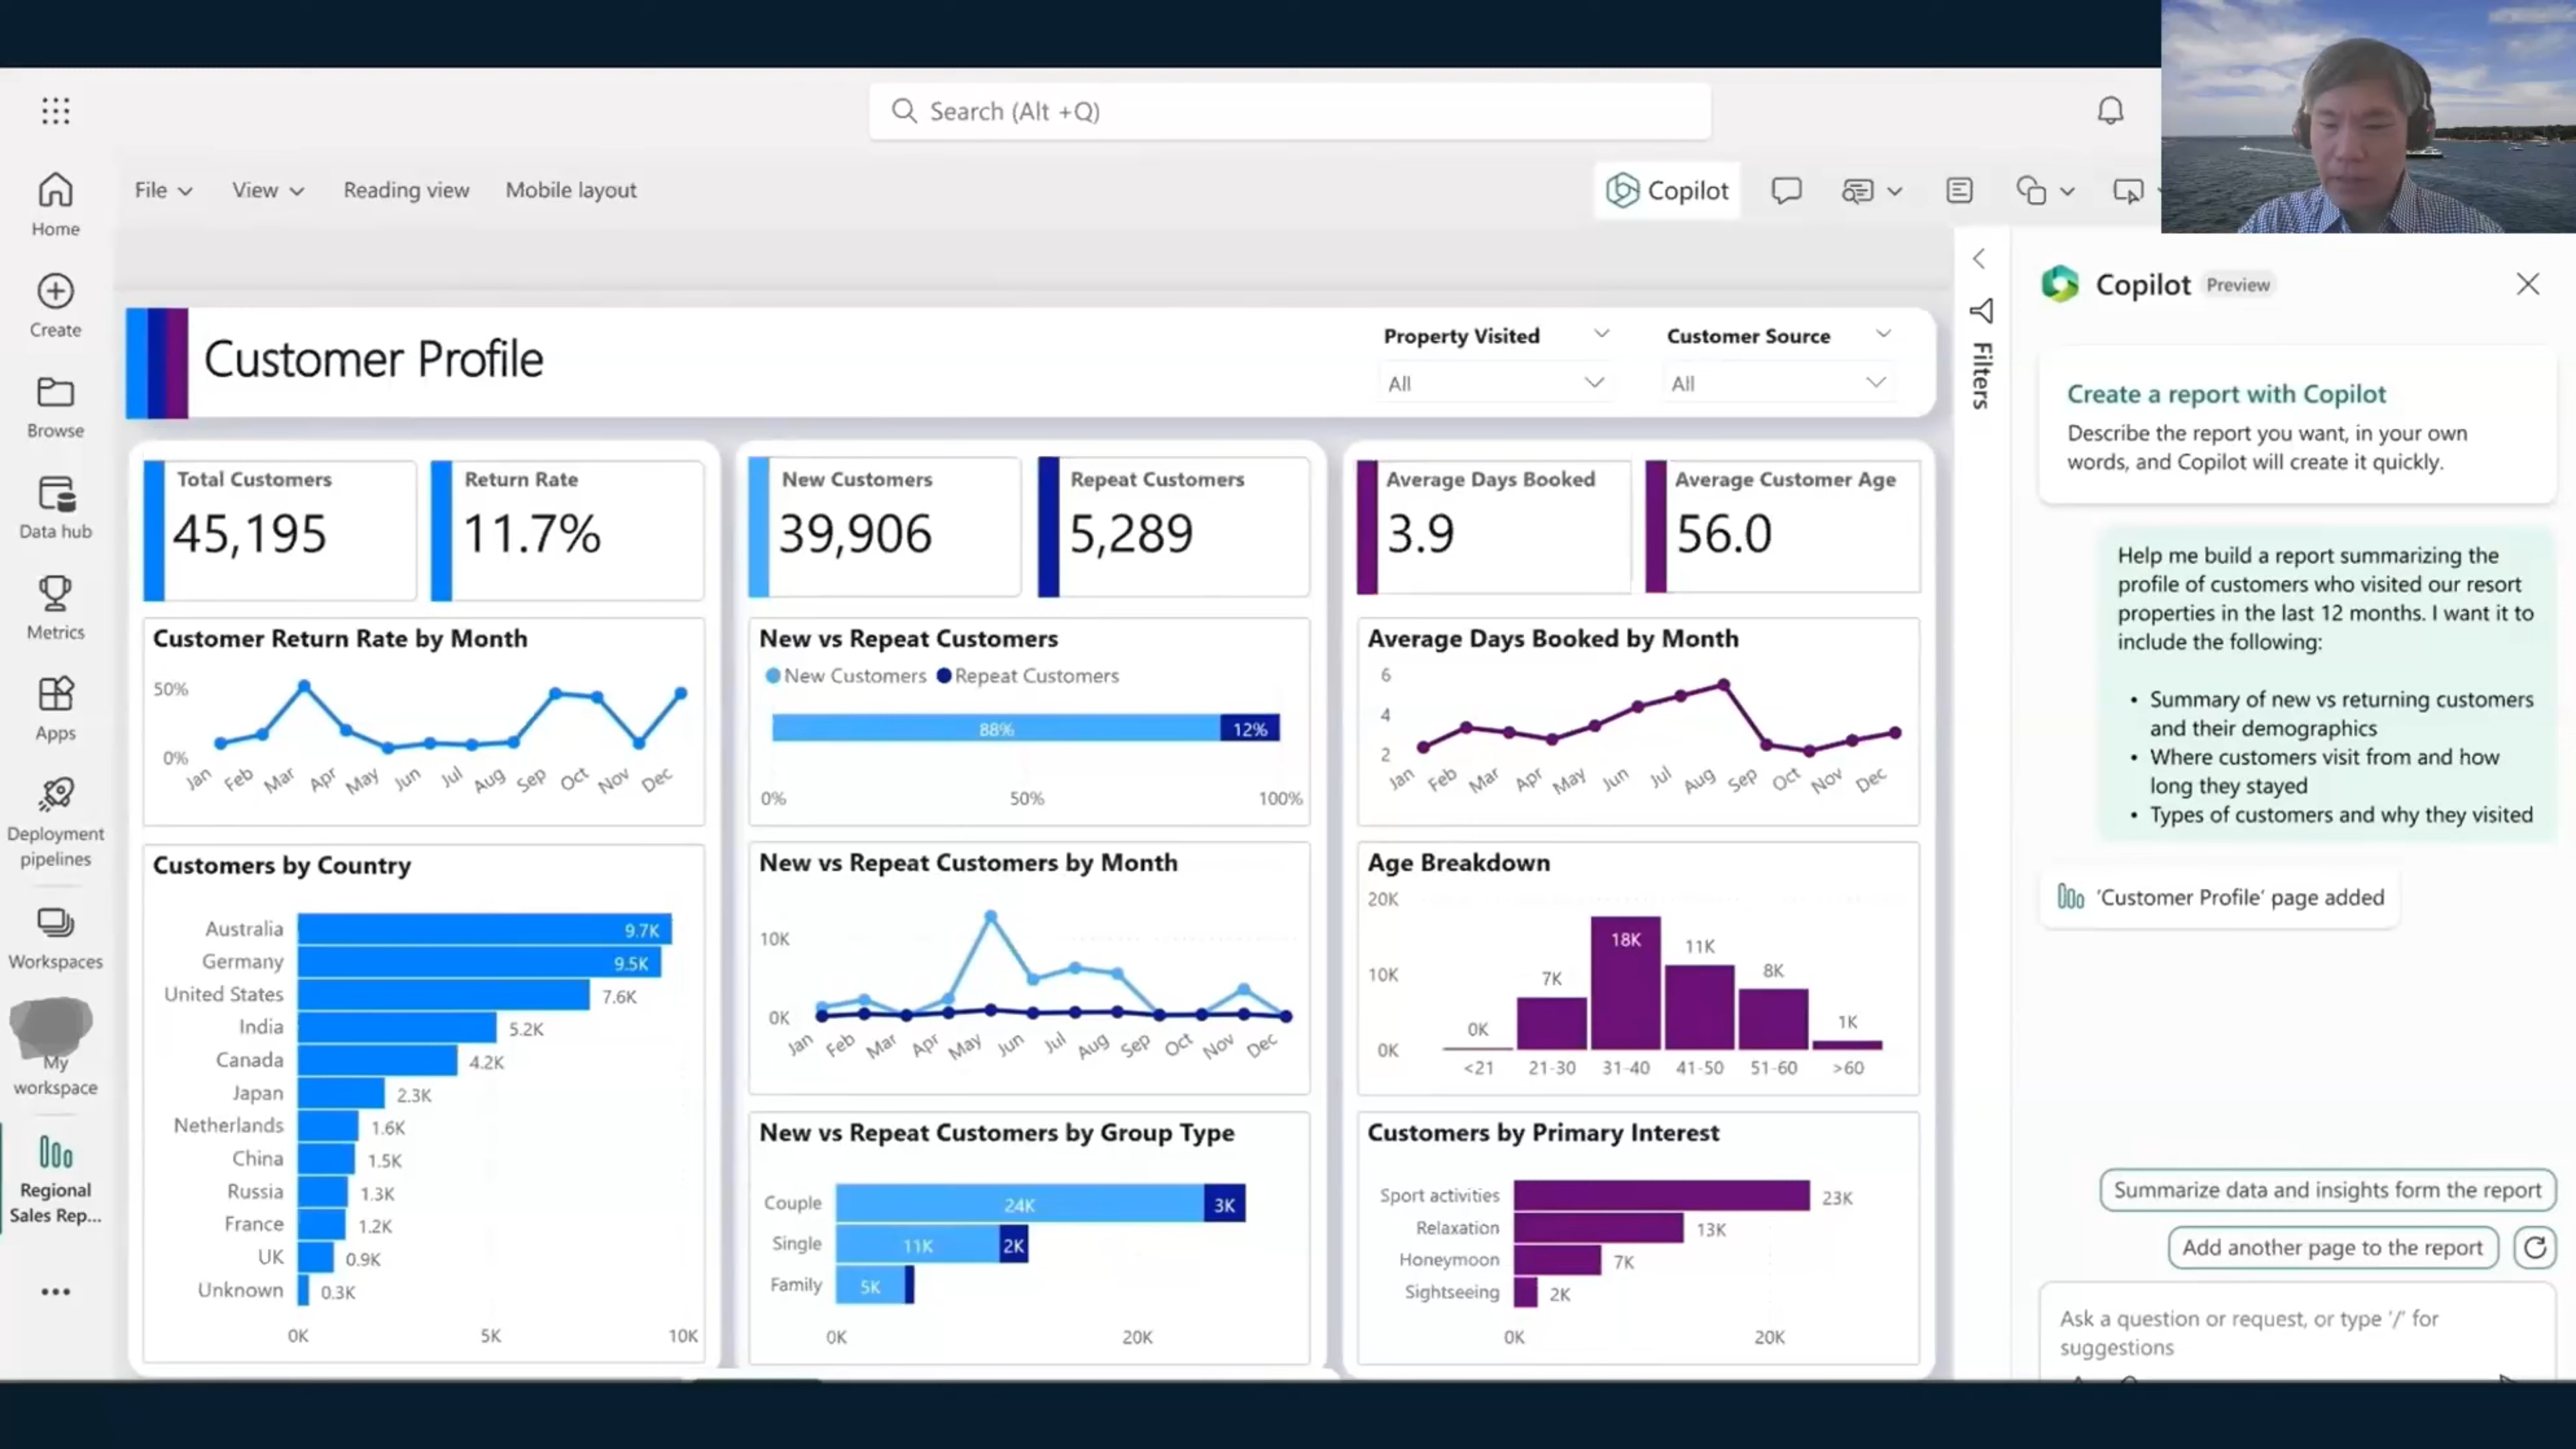 Search (Alt +Q)
File
View
Reading view
Mobile layout
Copilot
Home
Create
Browse
Data hub
Metrics
Apps
Deployment
pipelines
Workspaces
My
workspace
Regional
Sales Rep...
Customer Profile
Property Visited
All
Customer Source
All
Filters
Total Customers
45,195
Return Rate
11.7%
Customer Return Rate by Month
50%
0%
Jan Feb Mar Apr May Jun Jul Aug Sep Oct Nov Dec
Customers by Country
Australia 9.7K
Germany 9.5K
United States 7.6K
India 5.2K
Canada 4.2K
Japan 2.3K
Netherlands 1.6K
China 1.5K
Russia 1.3K
France 1.2K
UK 0.9K
Unknown 0.3K
0K 5K 10K
New Customers
39,906
Repeat Customers
5,289
New vs Repeat Customers
New Customers Repeat Customers
88% 12%
0% 50% 100%
New vs Repeat Customers by Month
10K
0K
Jan Feb Mar Apr May Jun Jul Aug Sep Oct Nov Dec
New vs Repeat Customers by Group Type
Couple 24K 3K
Single 11K 2K
Family 5K
0K 20K
Average Days Booked
3.9
Average Customer Age
56.0
Average Days Booked by Month
6
4
2
Jan Feb Mar Apr May Jun Jul Aug Sep Oct Nov Dec
Age Breakdown
20K
10K
0K
0K 7K 18K 11K 8K 1K
<21 21-30 31-40 41-50 51-60 >60
Customers by Primary Interest
Sport activities 23K
Relaxation 13K
Honeymoon 7K
Sightseeing 2K
0K 20K
Copilot Preview
Create a report with Copilot
Describe the report you want, in your own
words, and Copilot will create it quickly.
Help me build a report summarizing the
profile of customers who visited our resort
properties in the last 12 months. I want it to
include the following:
• Summary of new vs returning customers
and their demographics
• Where customers visit from and how
long they stayed
• Types of customers and why they visited
'Customer Profile' page added
Summarize data and insights form the report
Add another page to the report
Ask a question or request, or type '/' for
suggestions